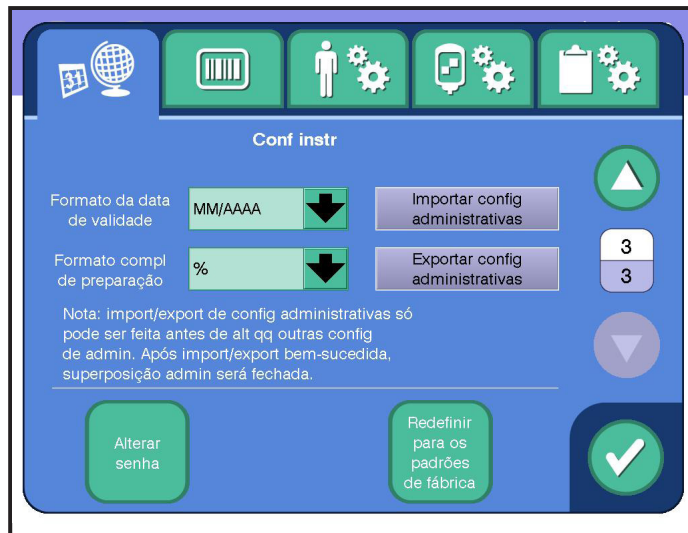 31
Conf instr
Formato da data
de validade
MM/AAAA
Importar config
administrativas
Formato compl
de preparação
%
Exportar config
administrativas
3
3
Nota: import/export de config administrativas só
pode ser feita antes de alt qq outras config
de admin. Após import/export bem-sucedida,
superposição admin será fechada.
Alterar
senha
Redefinir
para os
padrões
de fábrica